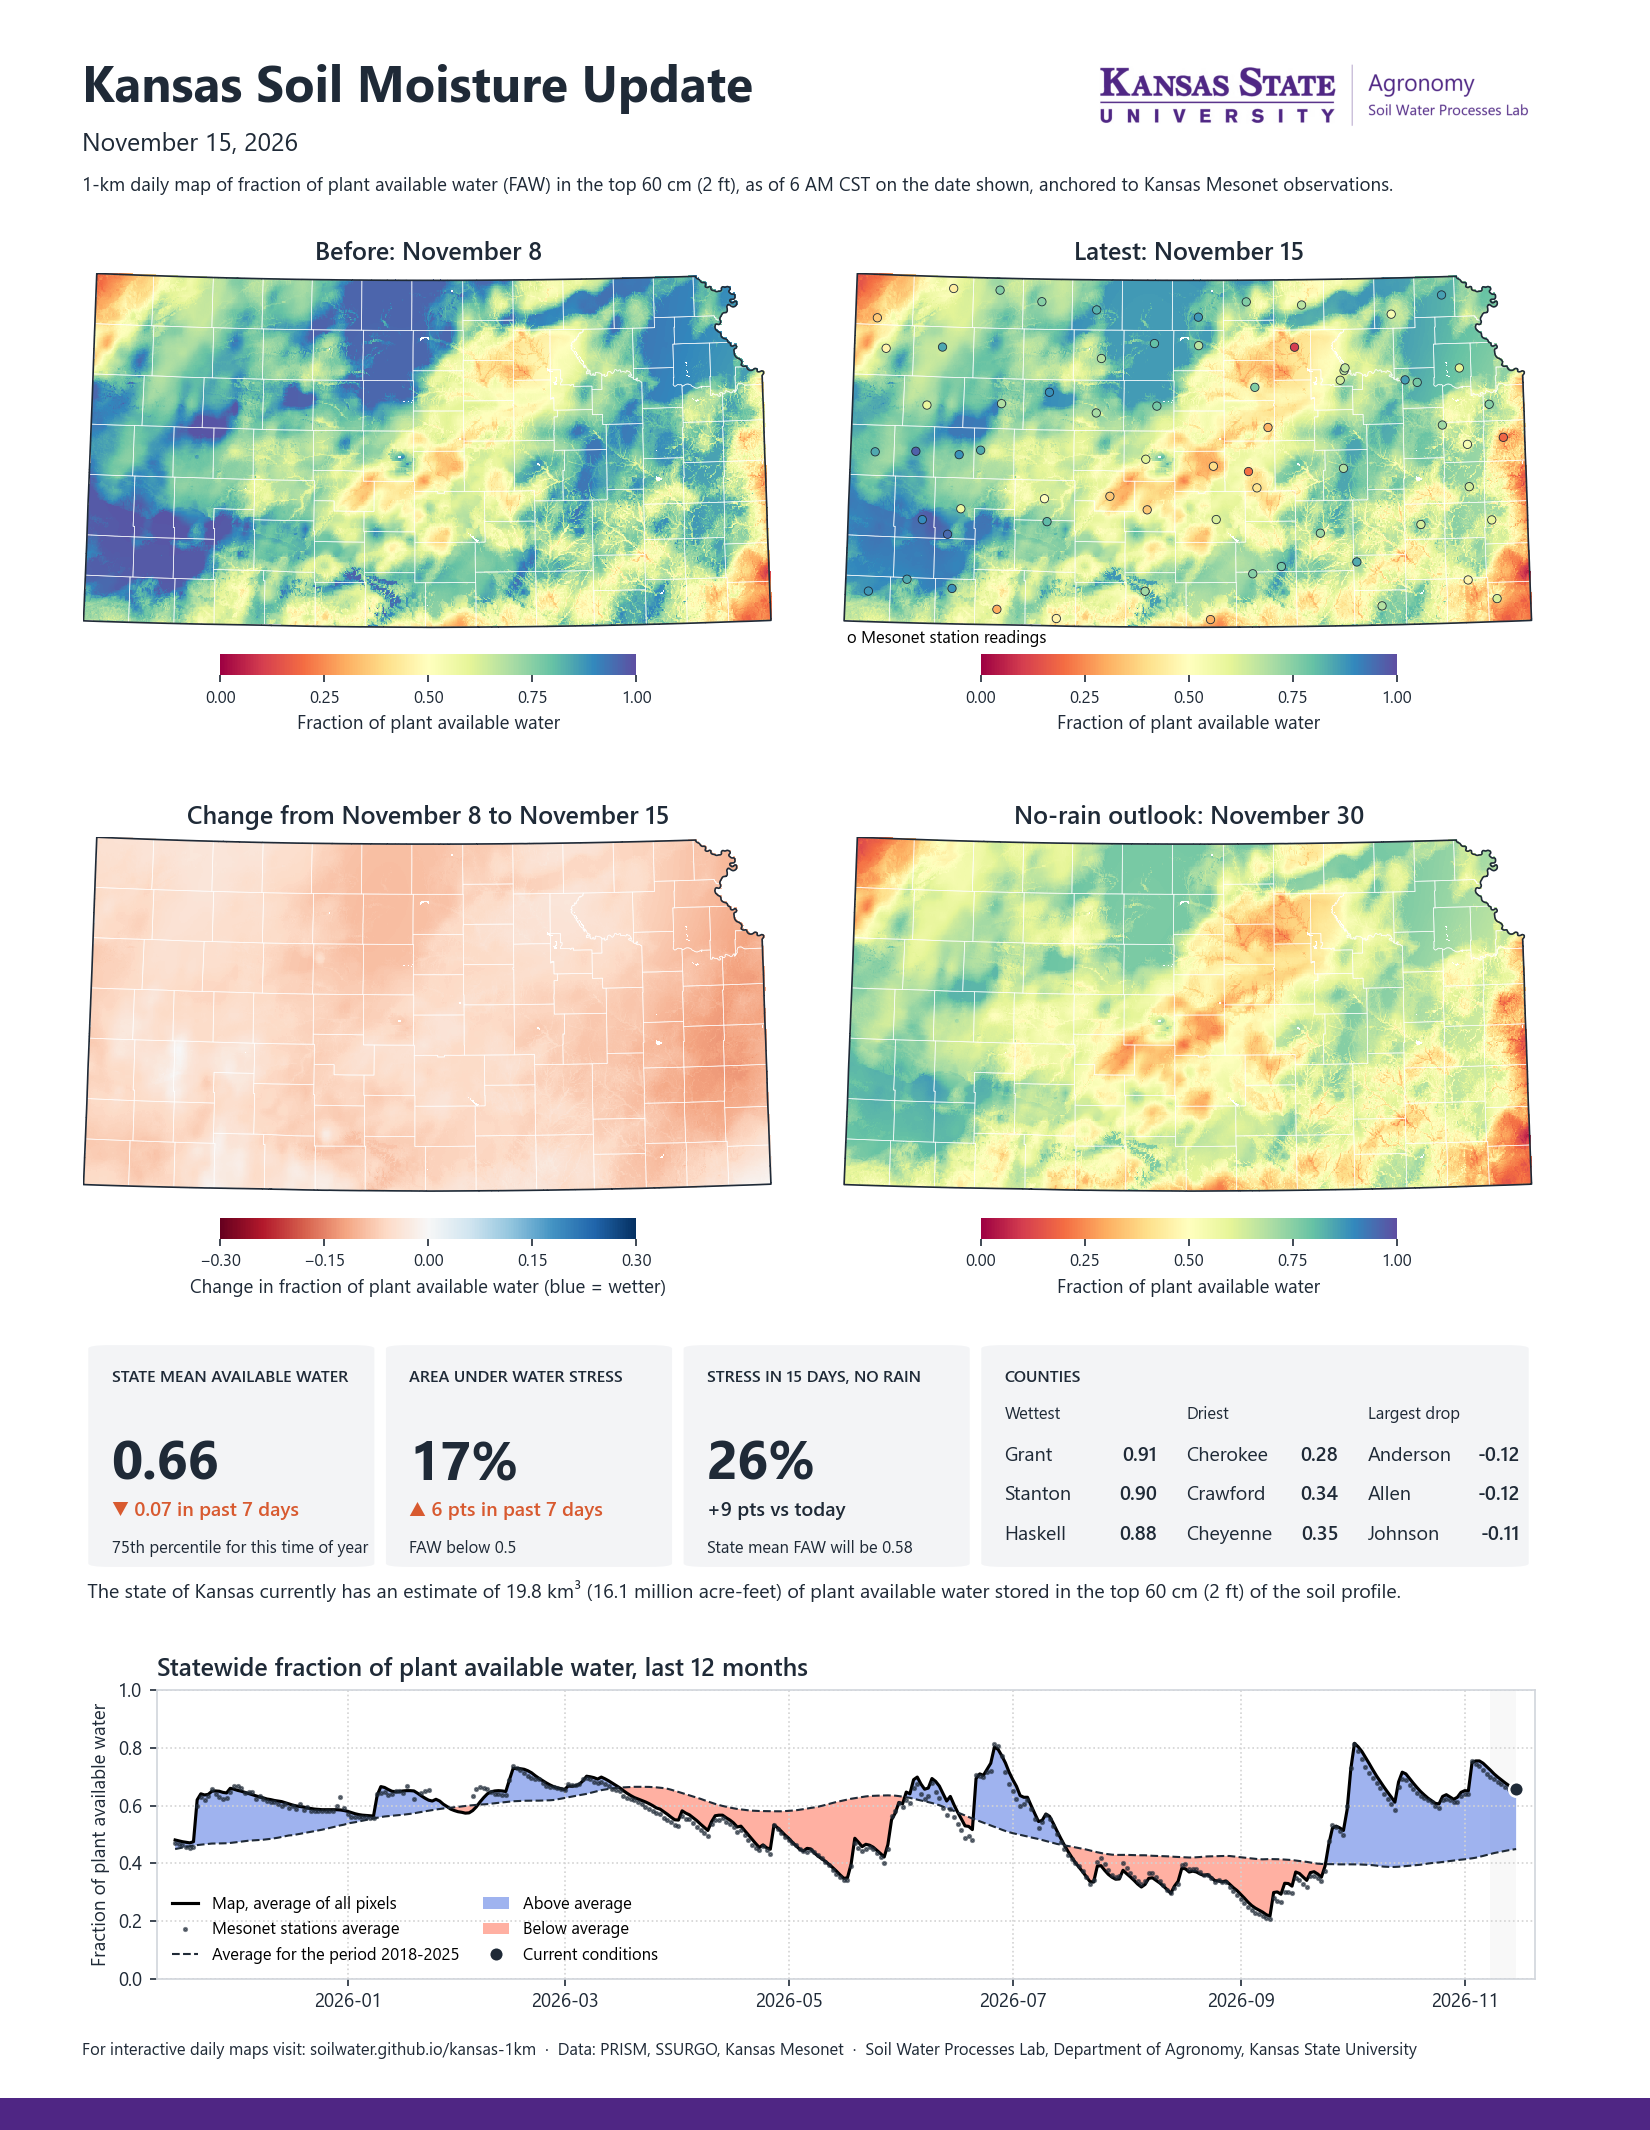 Kansas Soil Moisture Update
KANSAS STATE
UNIVERSITY
Agronomy
Soil Water Processes Lab
November 15, 2026
1-km daily map of fraction of plant available water (FAW) in the top 60 cm (2 ft), as of 6 AM CST on the date shown, anchored to Kansas Mesonet observations.
Before: November 8
0.00 0.25 0.50 0.75 1.00
Fraction of plant available water
Latest: November 15
o Mesonet station readings
0.00 0.25 0.50 0.75 1.00
Fraction of plant available water
Change from November 8 to November 15
−0.30 −0.15 0.00 0.15 0.30
Change in fraction of plant available water (blue = wetter)
No-rain outlook: November 30
0.00 0.25 0.50 0.75 1.00
Fraction of plant available water
STATE MEAN AVAILABLE WATER
0.66
▼ 0.07 in past 7 days
75th percentile for this time of year
AREA UNDER WATER STRESS
17%
▲ 6 pts in past 7 days
FAW below 0.5
STRESS IN 15 DAYS, NO RAIN
26%
+9 pts vs today
State mean FAW will be 0.58
COUNTIES
Wettest Driest Largest drop
Grant 0.91 Cherokee 0.28 Anderson -0.12
Stanton 0.90 Crawford 0.34 Allen -0.12
Haskell 0.88 Cheyenne 0.35 Johnson -0.11
The state of Kansas currently has an estimate of 19.8 km³ (16.1 million acre-feet) of plant available water stored in the top 60 cm (2 ft) of the soil profile.
Statewide fraction of plant available water, last 12 months
Fraction of plant available water
1.0
0.8
0.6
0.4
0.2
0.0
Map, average of all pixels
Mesonet stations average
Average for the period 2018-2025
Above average
Below average
Current conditions
2026-01 2026-03 2026-05 2026-07 2026-09 2026-11
For interactive daily maps visit: soilwater.github.io/kansas-1km · Data: PRISM, SSURGO, Kansas Mesonet · Soil Water Processes Lab, Department of Agronomy, Kansas State University